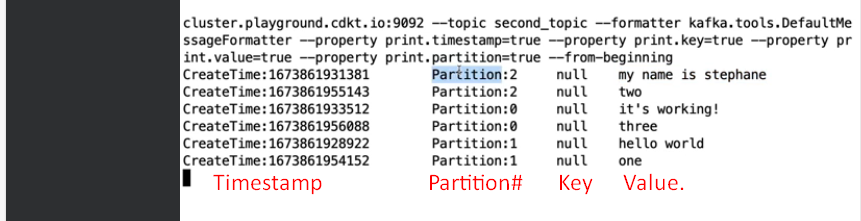 cluster.playground.cdkt.io:9092 --topic second_topic --formatter kafka.tools.DefaultMe
ssageFormatter --property print.timestamp=true --property print.key=true --property pr
int.value=true --property print.partition=true --from-beginning
CreateTime:1673861931381 Partition:2 null my name is stephane
CreateTime:1673861955143 Partition:2 null two
CreateTime:1673861933512 Partition:0 null it's working!
CreateTime:1673861956088 Partition:0 null three
CreateTime:1673861928922 Partition:1 null hello world
CreateTime:1673861954152 Partition:1 null one
Timestamp Partition# Key Value.